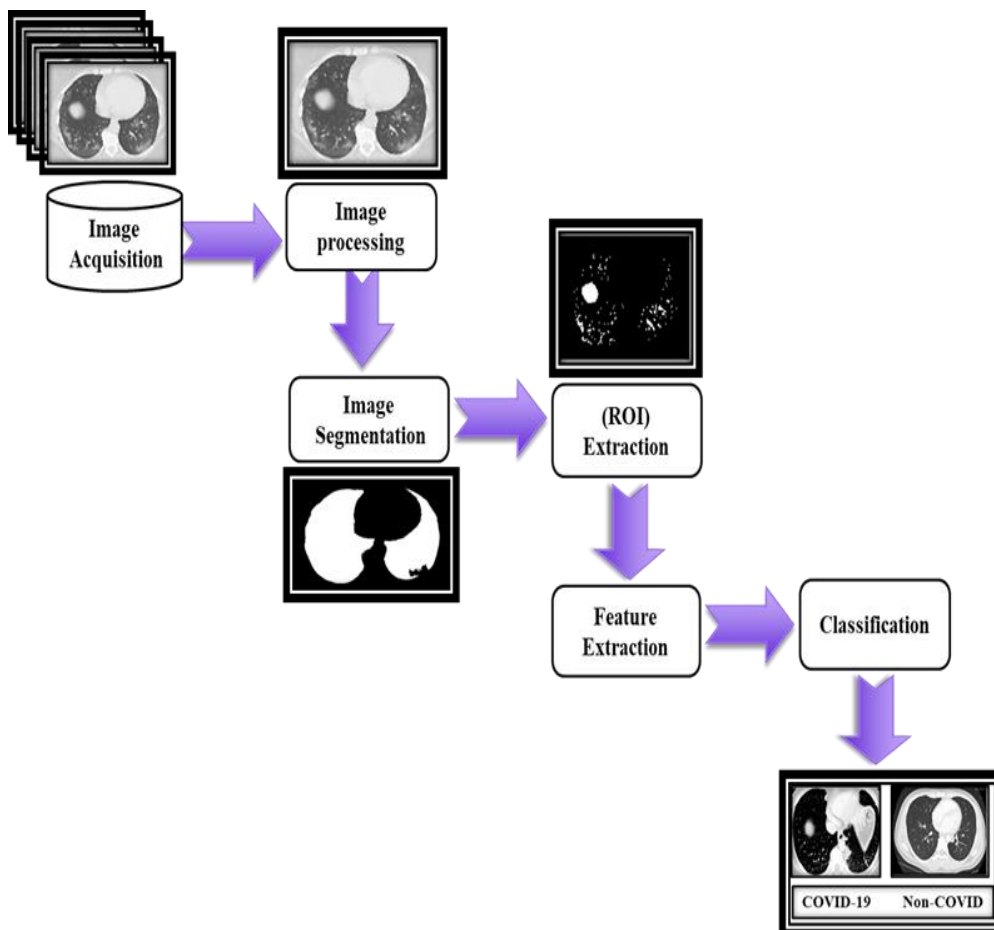 Image
Acquisition
Image
processing
Image
Segmentation
(ROI)
Extraction
Feature
Extraction
Classification
COVID-19 Non-COVID